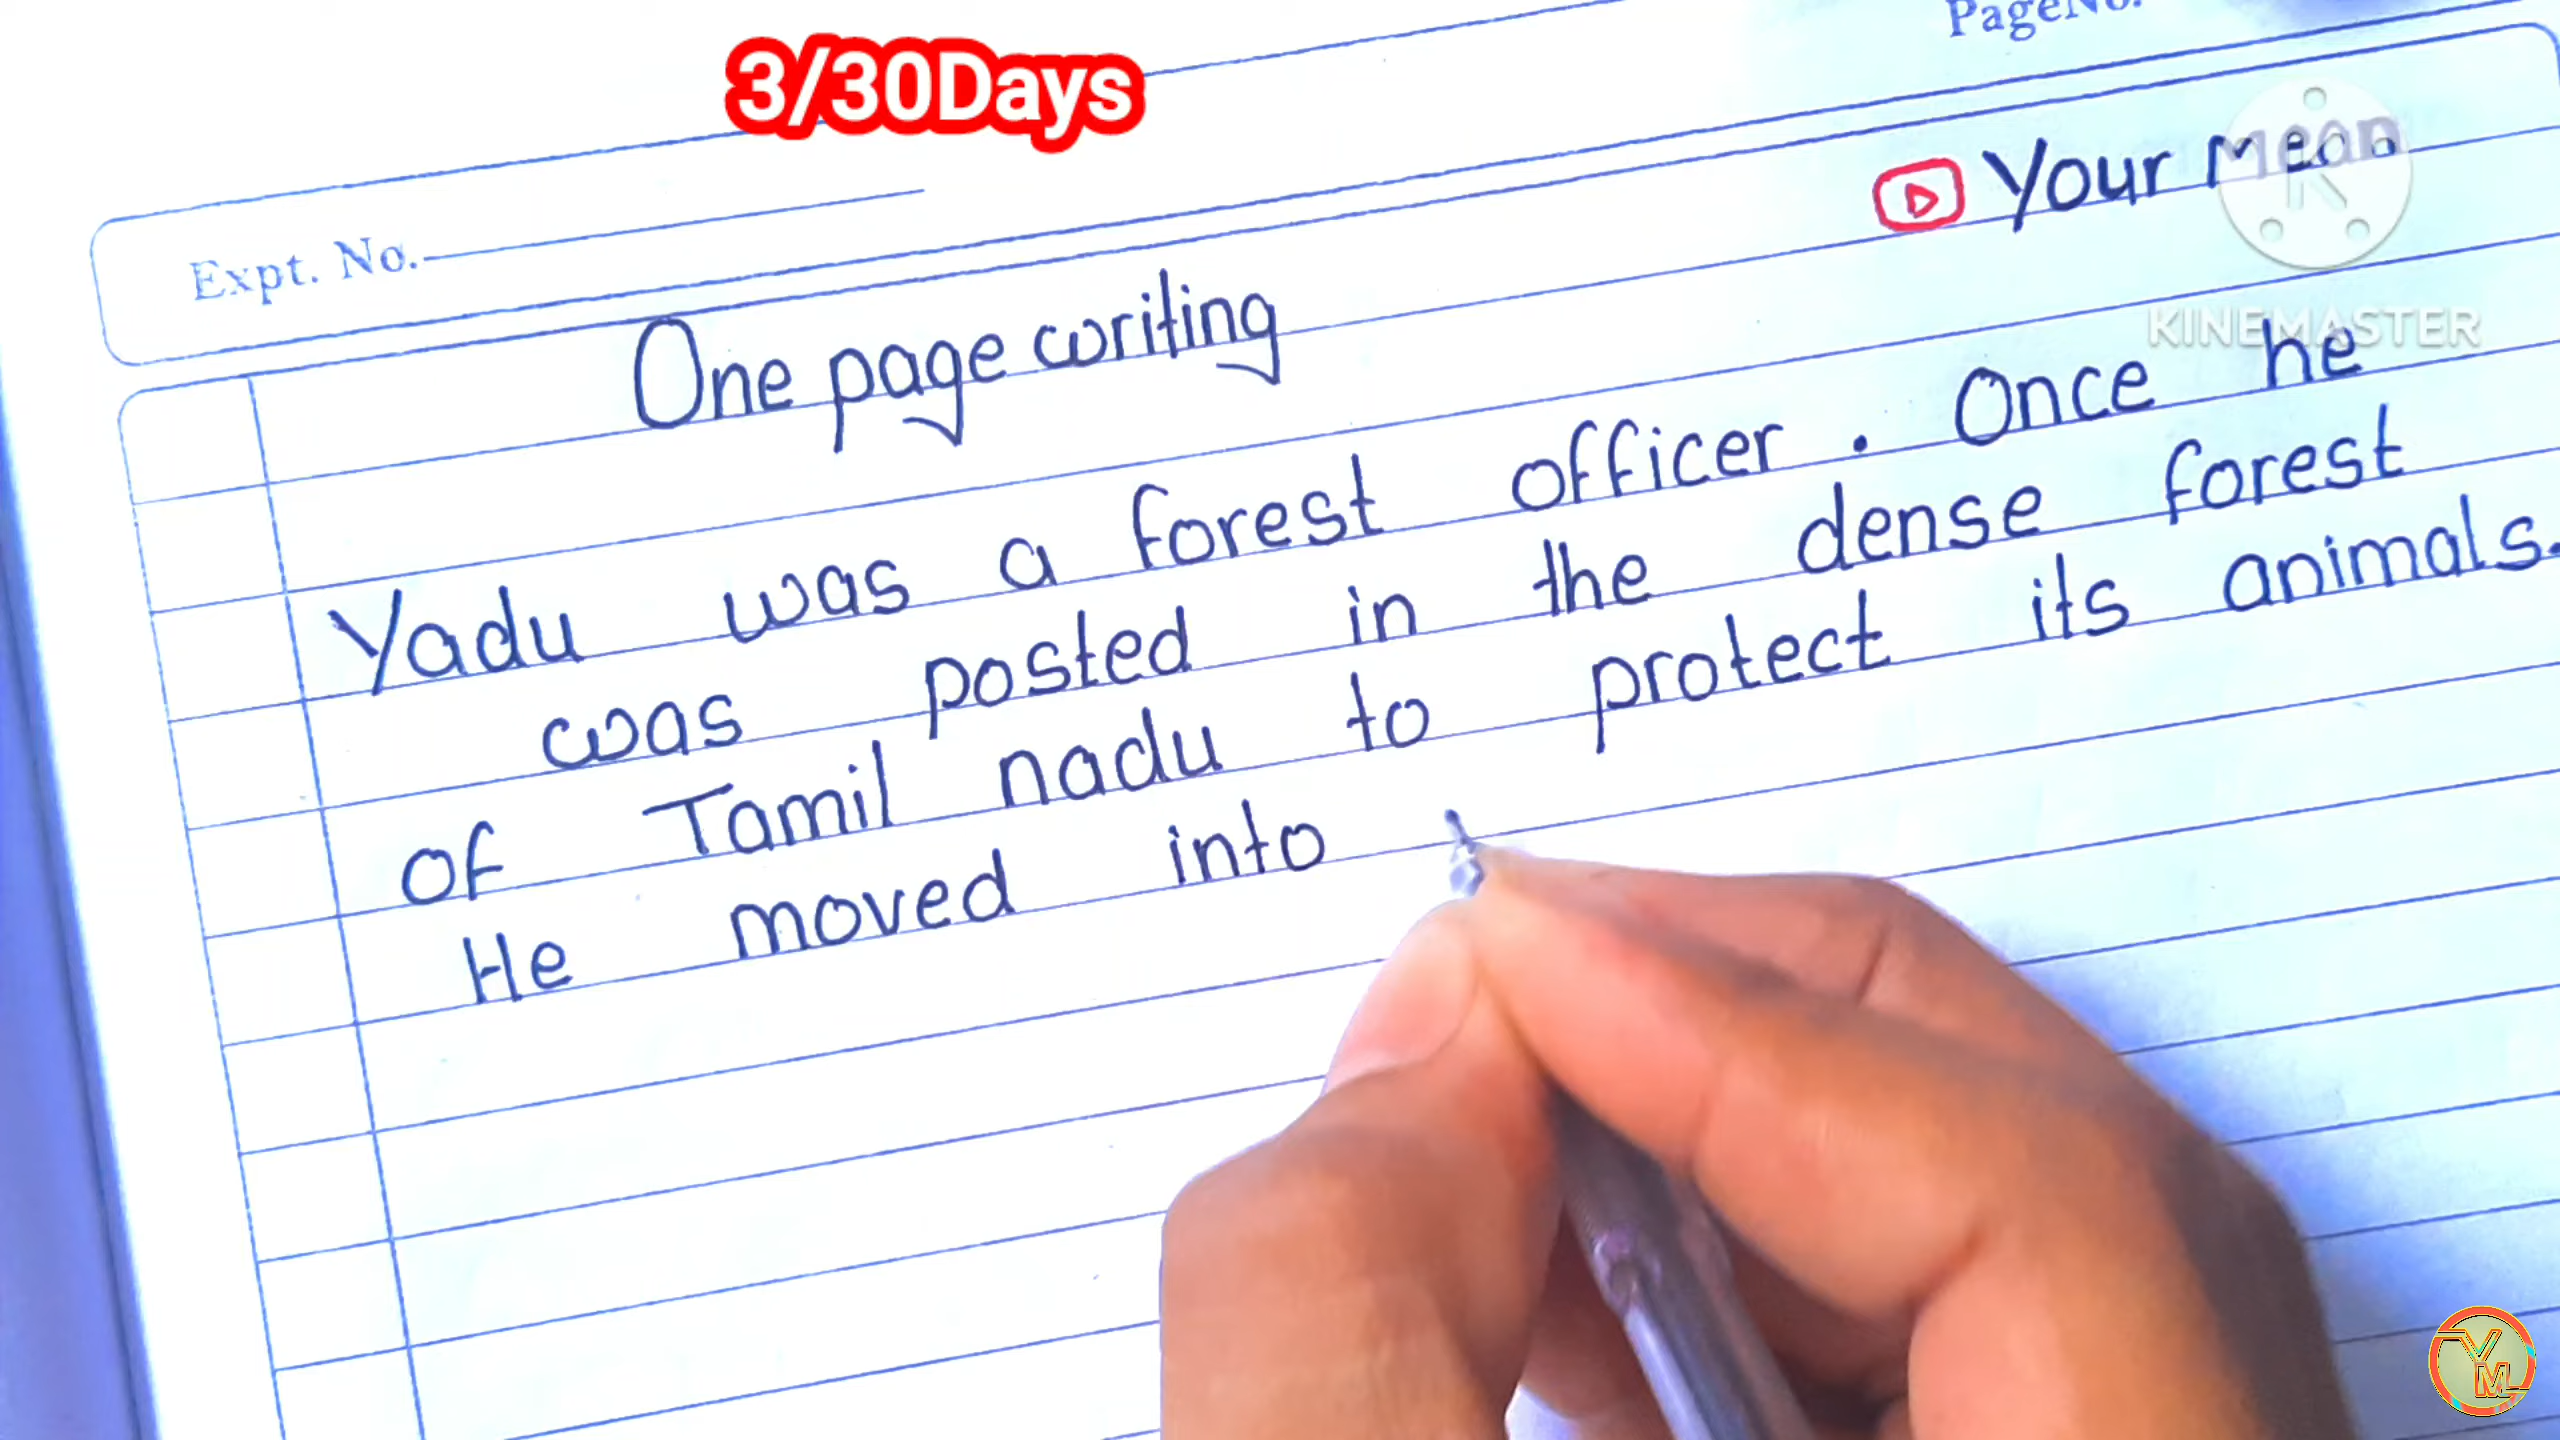 3/30Days
PageNo.
Expt. No.
Your Mean
KINEMASTER
One page writing
Yadu was a forest officer. Once he
was posted in the dense forest
of Tamil nadu to protect its animals.
He moved into
YM